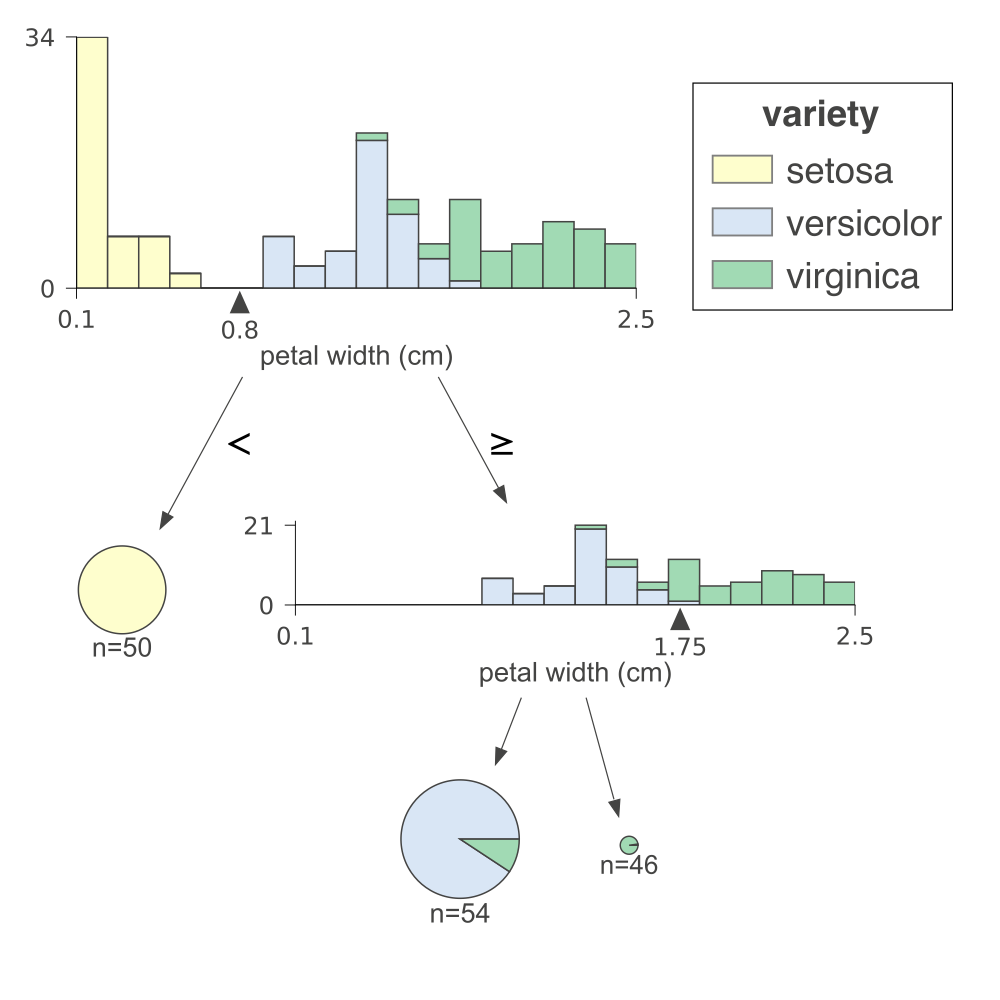 34
0
0.1
0.8
2.5
petal width (cm)
variety
setosa
versicolor
virginica
<
≥
n=50
21
0
0.1
1.75
2.5
petal width (cm)
n=54
n=46